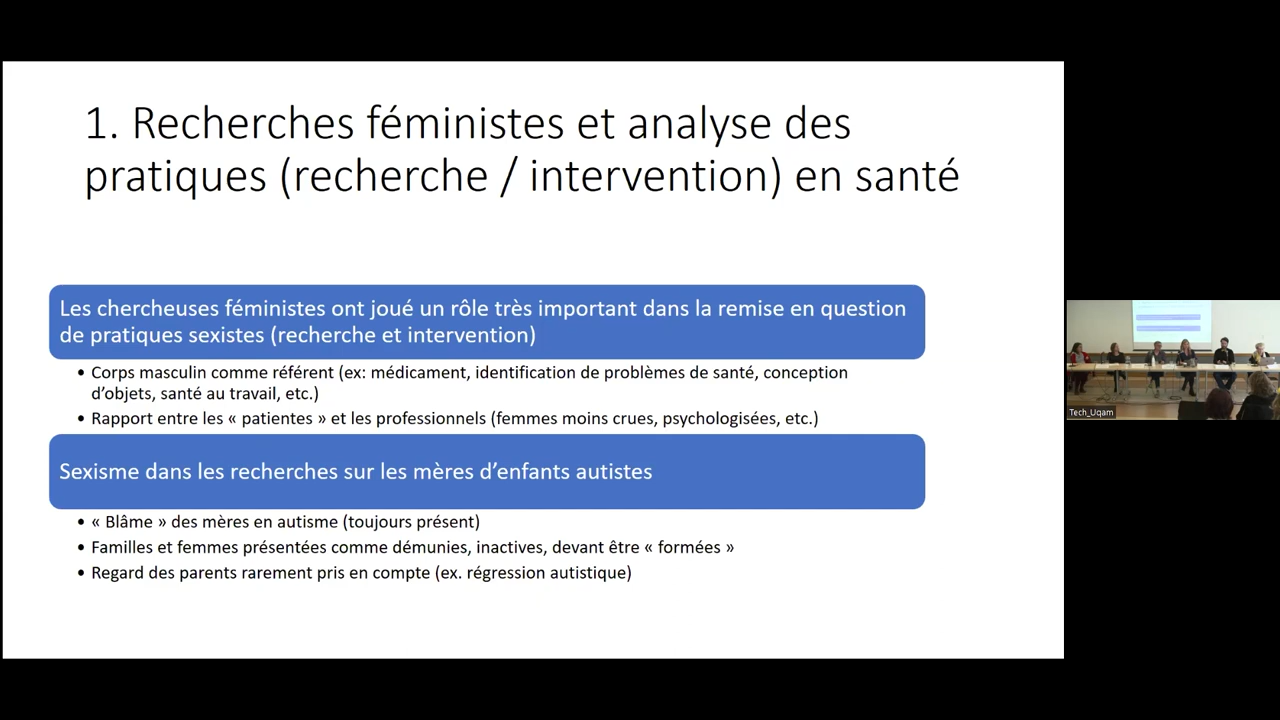 1. Recherches féministes et analyse des
pratiques (recherche / intervention) en santé
Les chercheuses féministes ont joué un rôle très important dans la remise en question
de pratiques sexistes (recherche et intervention)
• Corps masculin comme référent (ex: médicament, identification de problèmes de santé, conception
d’objets, santé au travail, etc.)
• Rapport entre les « patientes » et les professionnels (femmes moins crues, psychologisées, etc.)
Sexisme dans les recherches sur les mères d’enfants autistes
• « Blâme » des mères en autisme (toujours présent)
• Familles et femmes présentées comme démunies, inactives, devant être « formées »
• Regard des parents rarement pris en compte (ex. régression autistique)
Tech_Uqam